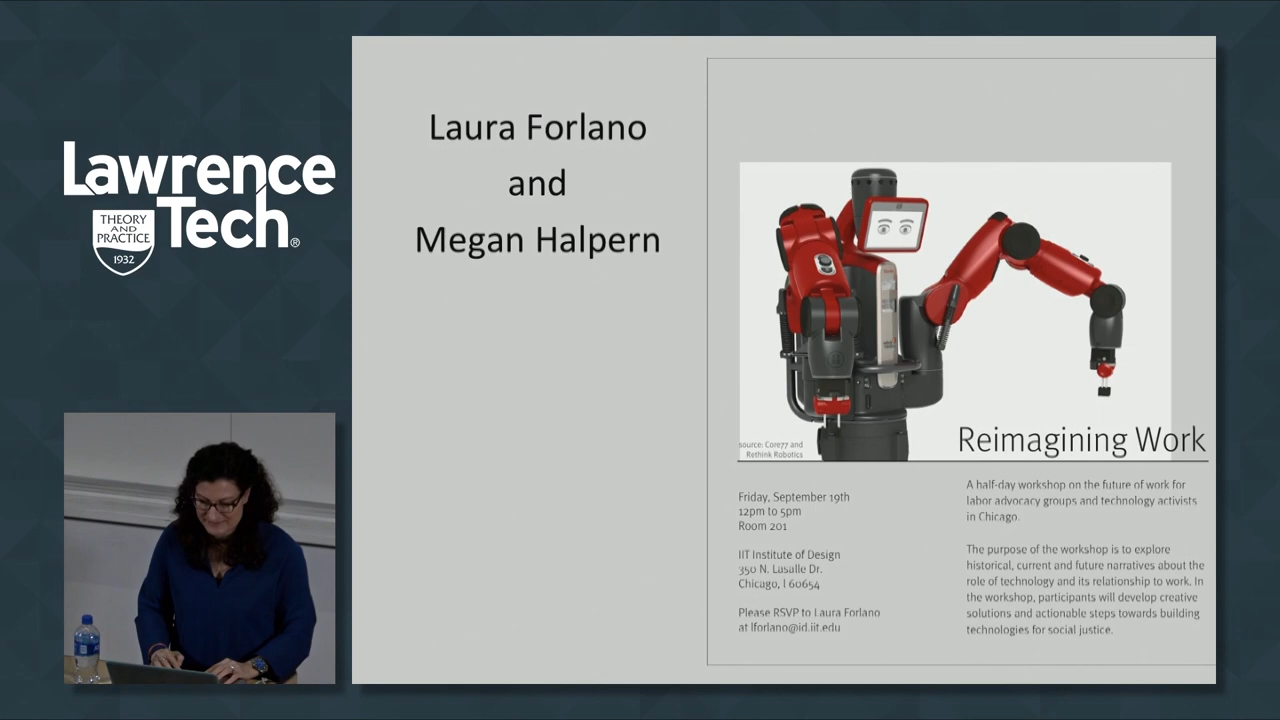 Lawrence
Tech®
THEORY
AND
PRACTICE
1932
Laura Forlano
and
Megan Halpern
source: Core77 and
Rethink Robotics
Reimagining Work
Friday, September 19th
12pm to 5pm
Room 201
IIT Institute of Design
350 N. Lasalle Dr.
Chicago, I 60654
Please RSVP to Laura Forlano
at lforlano@id.iit.edu
A half-day workshop on the future of work for
labor advocacy groups and technology activists
in Chicago.
The purpose of the workshop is to explore
historical, current and future narratives about the
role of technology and its relationship to work. In
the workshop, participants will develop creative
solutions and actionable steps towards building
technologies for social justice.